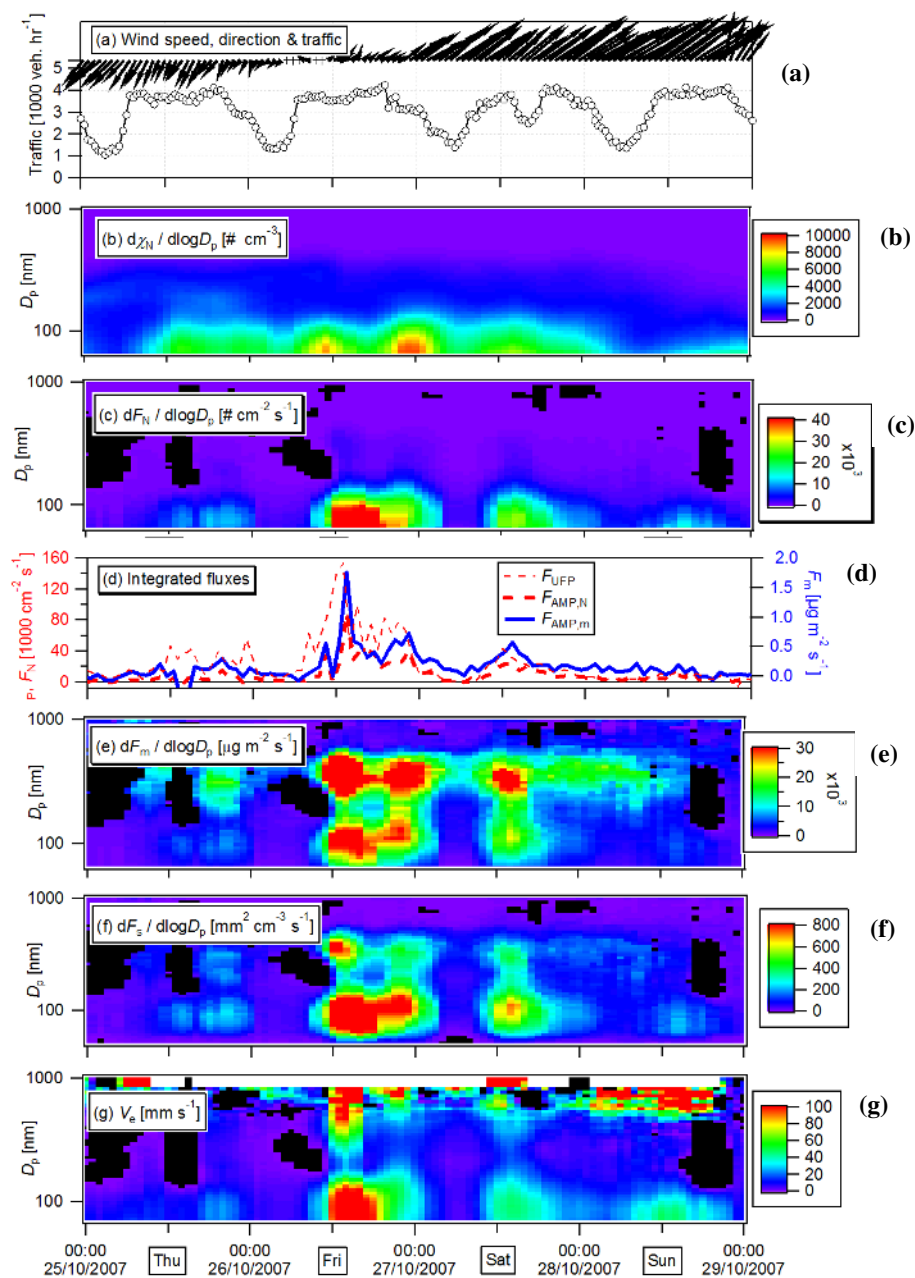 (a) Wind speed, direction & traffic
(a)
Traffic [1000 veh. hr⁻¹]
5
4
3
2
1
0
(b) dχN / dlogDp [# cm⁻³]
(b)
Dp [nm]
1000
100
10000
8000
6000
4000
2000
0
(c) dFN / dlogDp [# cm⁻² s⁻¹]
(c)
Dp [nm]
1000
100
40
30
20
10
0
x10³
(d) Integrated fluxes
(d)
P, FN [1000 cm⁻² s⁻¹]
160
120
80
40
0
FUFP
FAMP,N
FAMP,m
2.0
1.5
1.0
0.5
0.0
Fm [µg m⁻² s⁻¹]
(e) dFm / dlogDp [µg m⁻² s⁻¹]
(e)
Dp [nm]
1000
100
30
20
10
0
x10³
(f) dFs / dlogDp [mm² cm⁻³ s⁻¹]
(f)
Dp [nm]
1000
100
800
600
400
200
0
(g) Ve [mm s⁻¹]
(g)
Dp [nm]
1000
100
100
80
60
40
20
0
00:00 00:00 00:00 00:00 00:00
25/10/2007 Thu 26/10/2007 Fri 27/10/2007 Sat 28/10/2007 Sun 29/10/2007